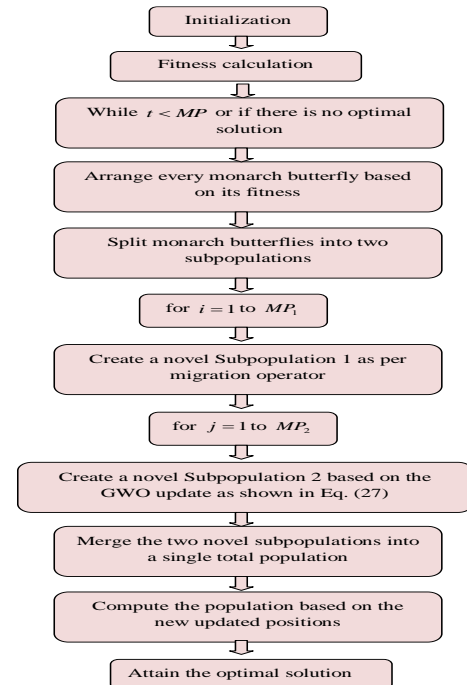 Initialization
Fitness calculation
While t < MP or if there is no optimal
solution
Arrange every monarch butterfly based
on its fitness
Split monarch butterflies into two
subpopulations
for i = 1 to MP₁
Create a novel Subpopulation 1 as per
migration operator
for j = 1 to MP₂
Create a novel Subpopulation 2 based on the
GWO update as shown in Eq. (27)
Merge the two novel subpopulations into
a single total population
Compute the population based on the
new updated positions
Attain the optimal solution